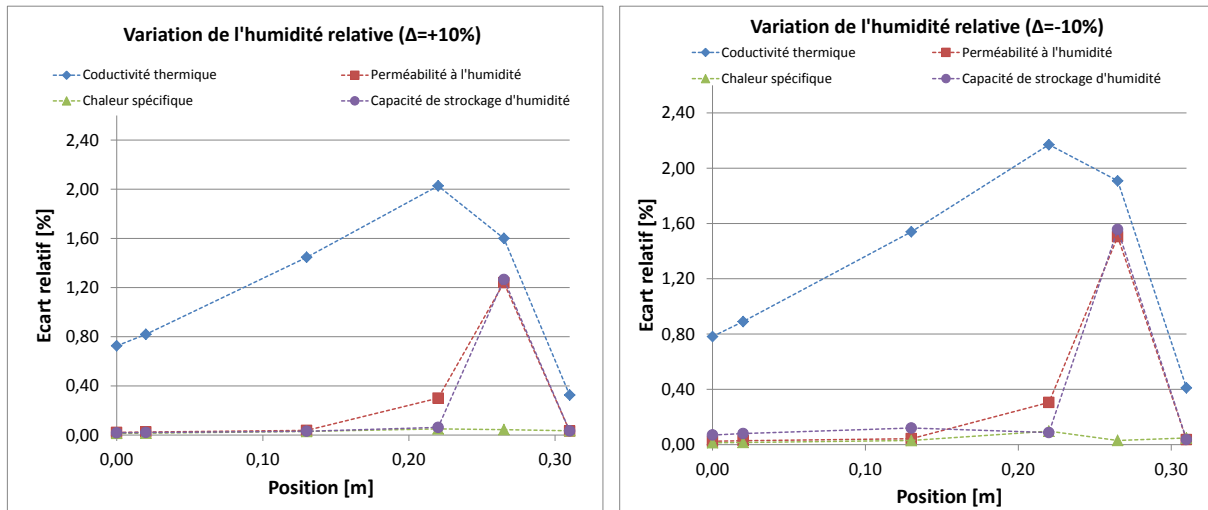 Variation de l'humidité relative (Δ=+10%)
Coductivité thermique
Perméabilité à l'humidité
Chaleur spécifique
Capacité de strockage d'humidité
2,40
2,00
1,60
1,20
0,80
0,40
0,00
Ecart relatif [%]
0,00 0,10 0,20 0,30
Position [m]
Variation de l'humidité relative (Δ=-10%)
Coductivité thermique
Perméabilité à l'humidité
Chaleur spécifique
Capacité de strockage d'humidité
2,40
2,00
1,60
1,20
0,80
0,40
0,00
Ecart relatif [%]
0,00 0,10 0,20 0,30
Position [m]